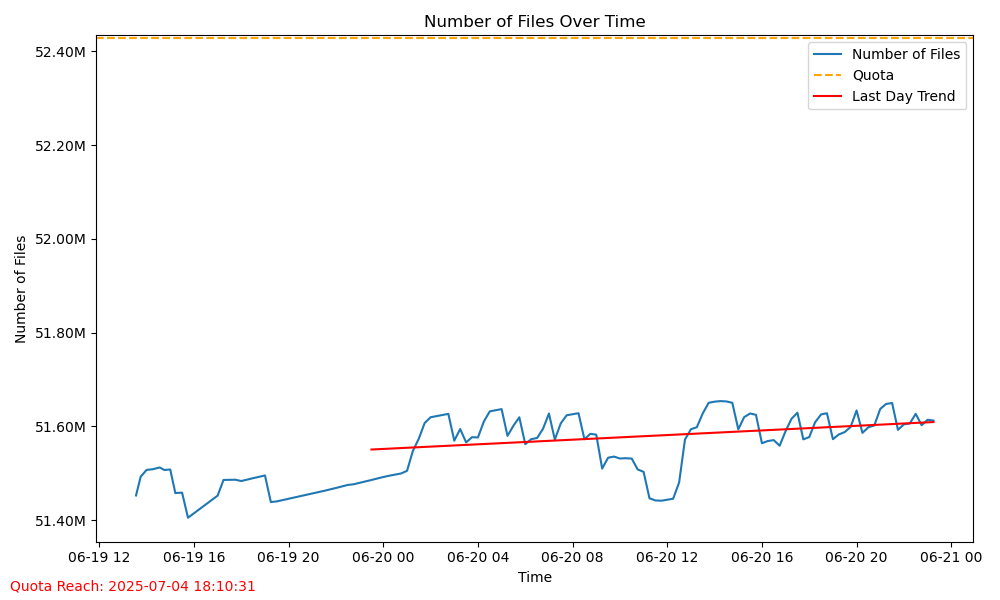 Number of Files Over Time
Number of Files
Quota
Last Day Trend
Number of Files
52.40M
52.20M
52.00M
51.80M
51.60M
51.40M
06-19 12 06-19 16 06-19 20 06-20 00 06-20 04 06-20 08 06-20 12 06-20 16 06-20 20 06-21 00
Time
Quota Reach: 2025-07-04 18:10:31